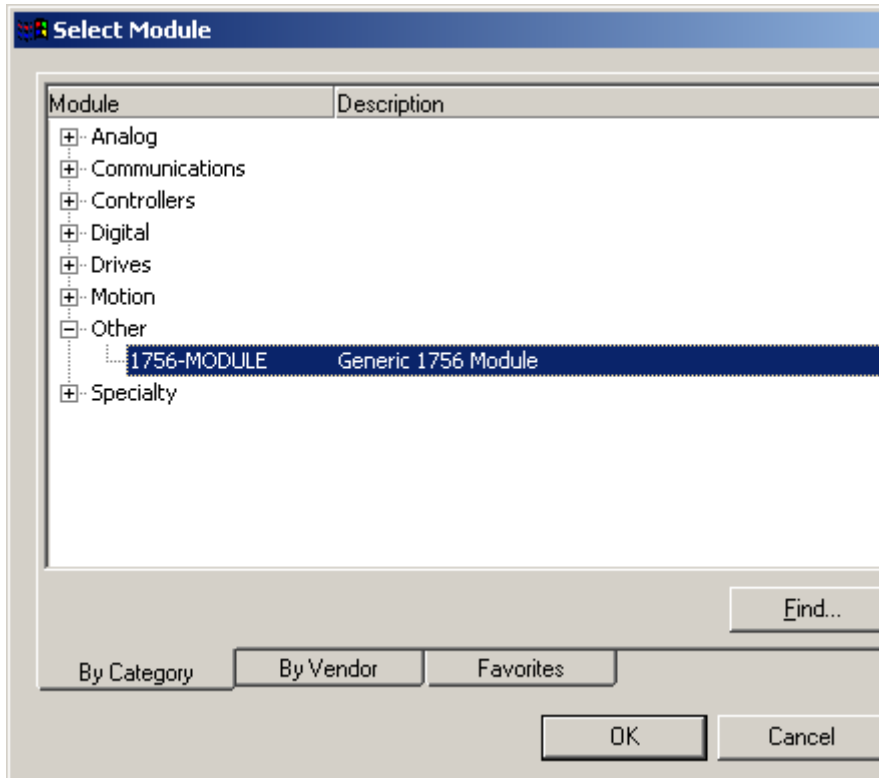 Select Module
Module Description
Analog
Communications
Controllers
Digital
Drives
Motion
Other
1756-MODULE Generic 1756 Module
Specialty
Find...
By Category By Vendor Favorites
OK Cancel